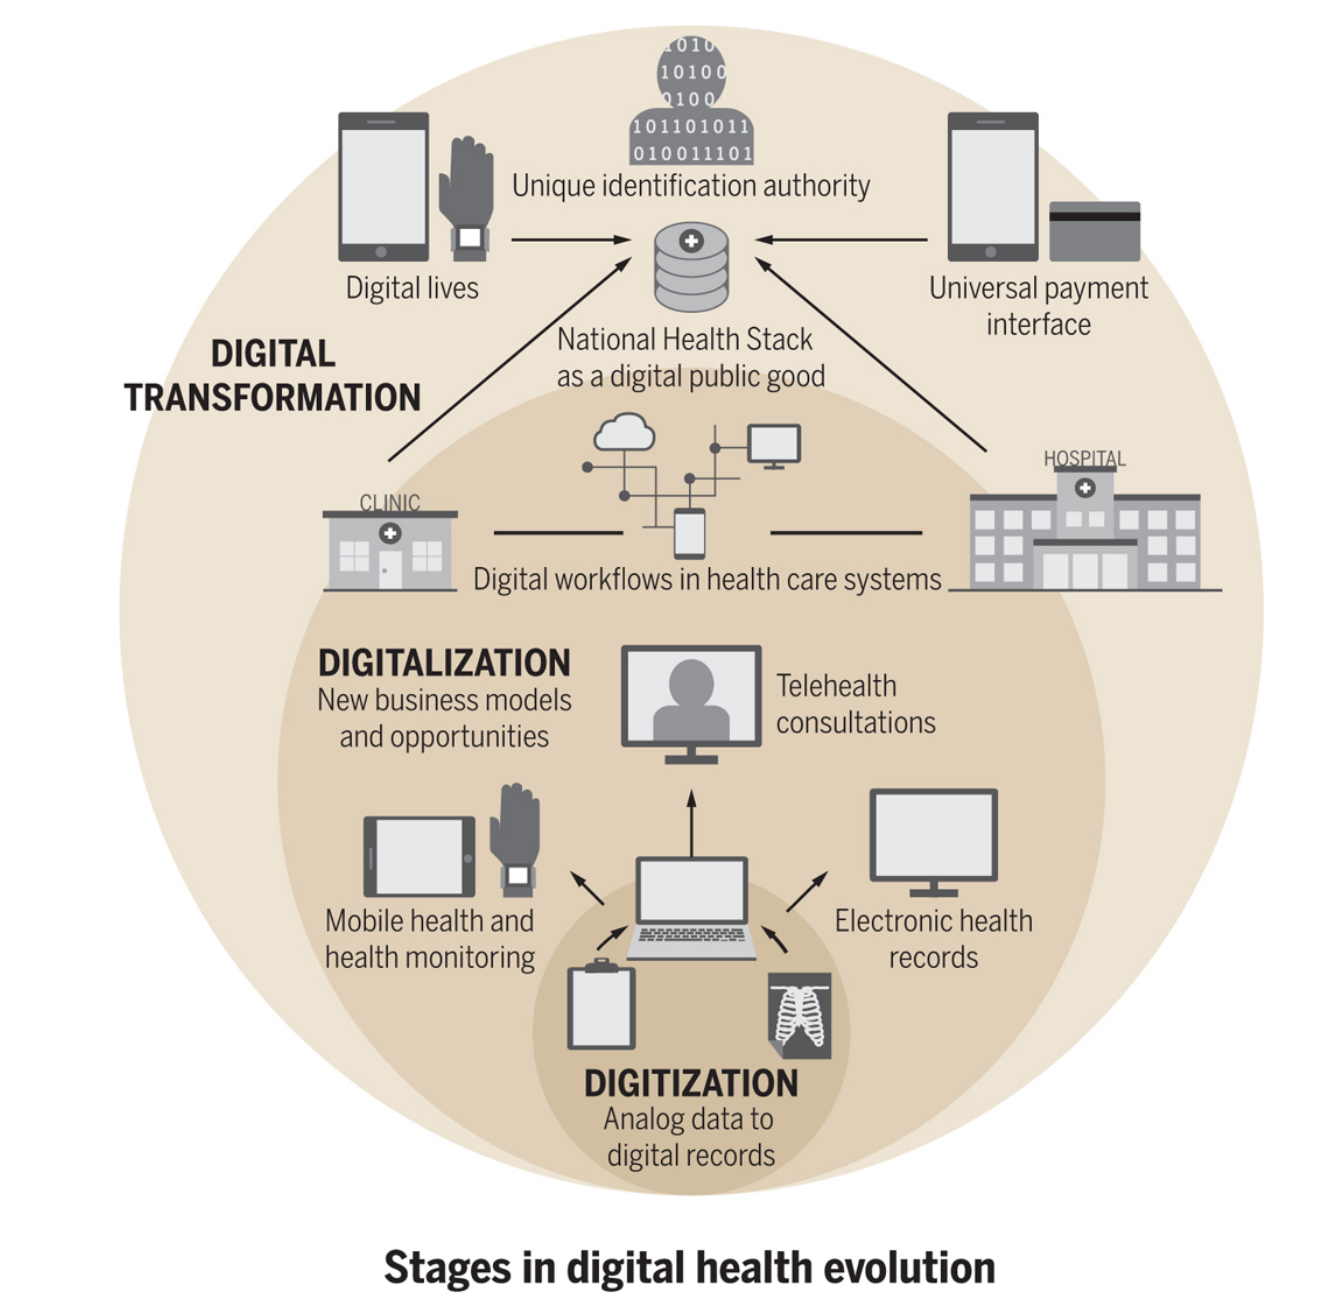 1010
10100
0100
101101011
010011101
Unique identification authority
Digital lives
Universal payment
interface
National Health Stack
as a digital public good
DIGITAL
TRANSFORMATION
CLINIC
HOSPITAL
Digital workflows in health care systems
DIGITALIZATION
New business models
and opportunities
Telehealth
consultations
Mobile health and
health monitoring
Electronic health
records
DIGITIZATION
Analog data to
digital records
Stages in digital health evolution